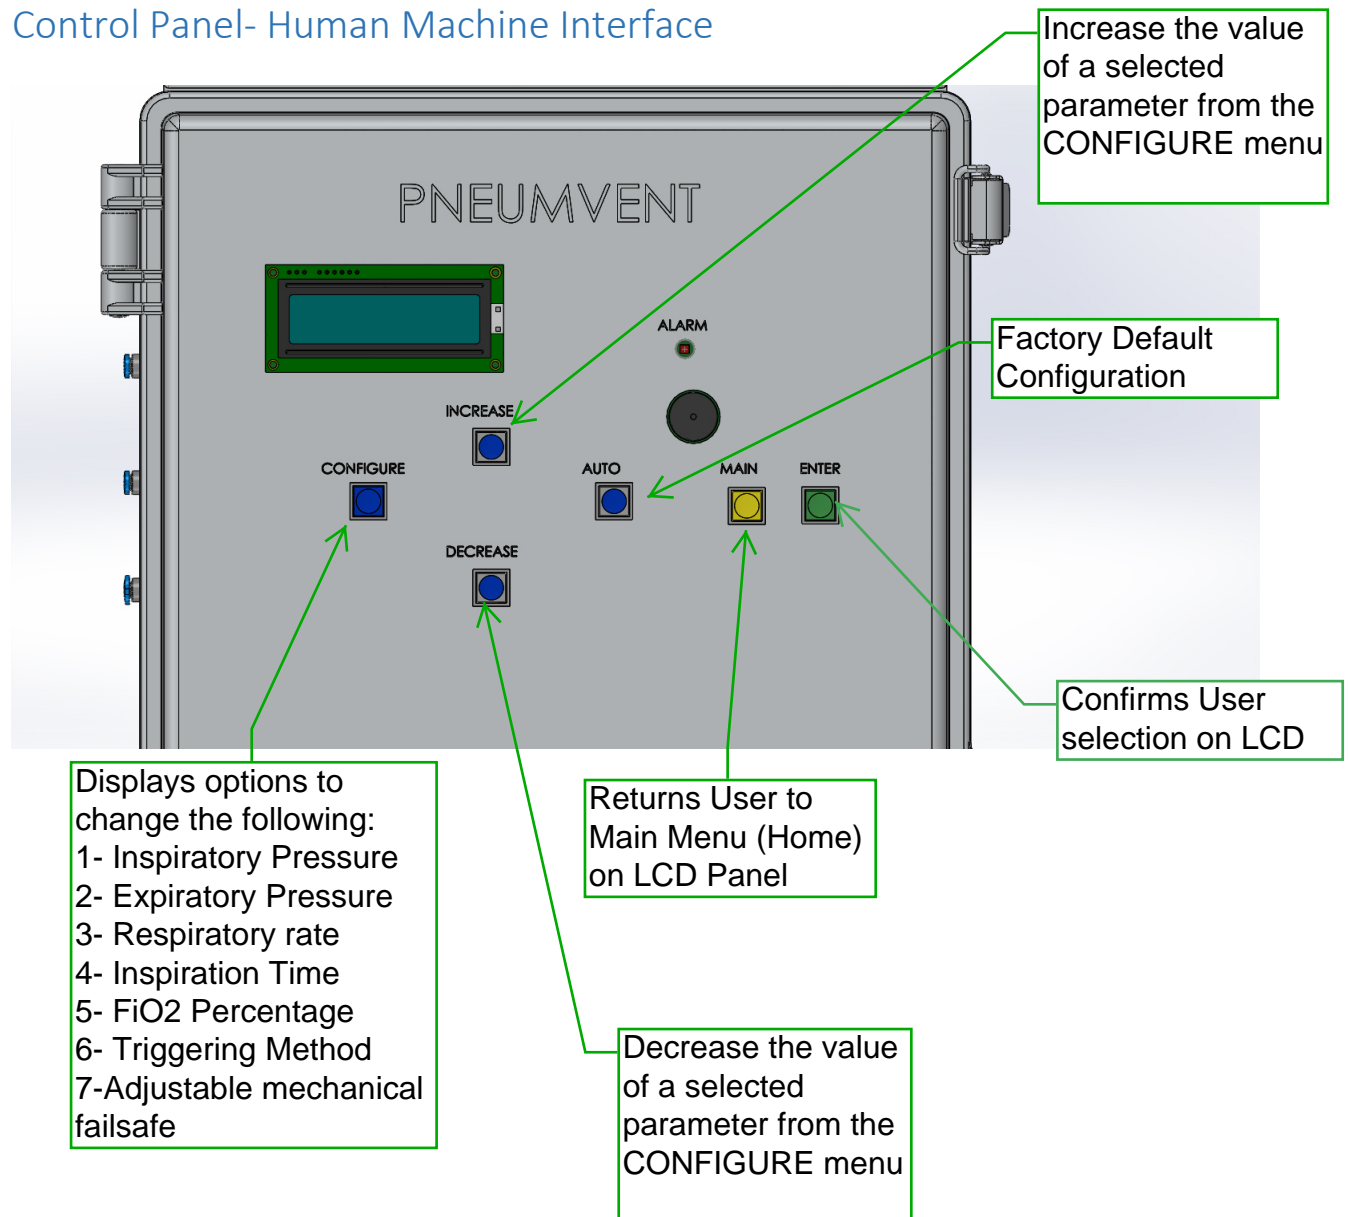 Control Panel- Human Machine Interface
Increase the value
of a selected
parameter from the
CONFIGURE menu
PNEUMVENT
ALARM
Factory Default
Configuration
INCREASE
CONFIGURE
AUTO
MAIN
ENTER
DECREASE
Confirms User
selection on LCD
Displays options to
change the following:
1- Inspiratory Pressure
2- Expiratory Pressure
3- Respiratory rate
4- Inspiration Time
5- FiO2 Percentage
6- Triggering Method
7-Adjustable mechanical
failsafe
Returns User to
Main Menu (Home)
on LCD Panel
Decrease the value
of a selected
parameter from the
CONFIGURE menu